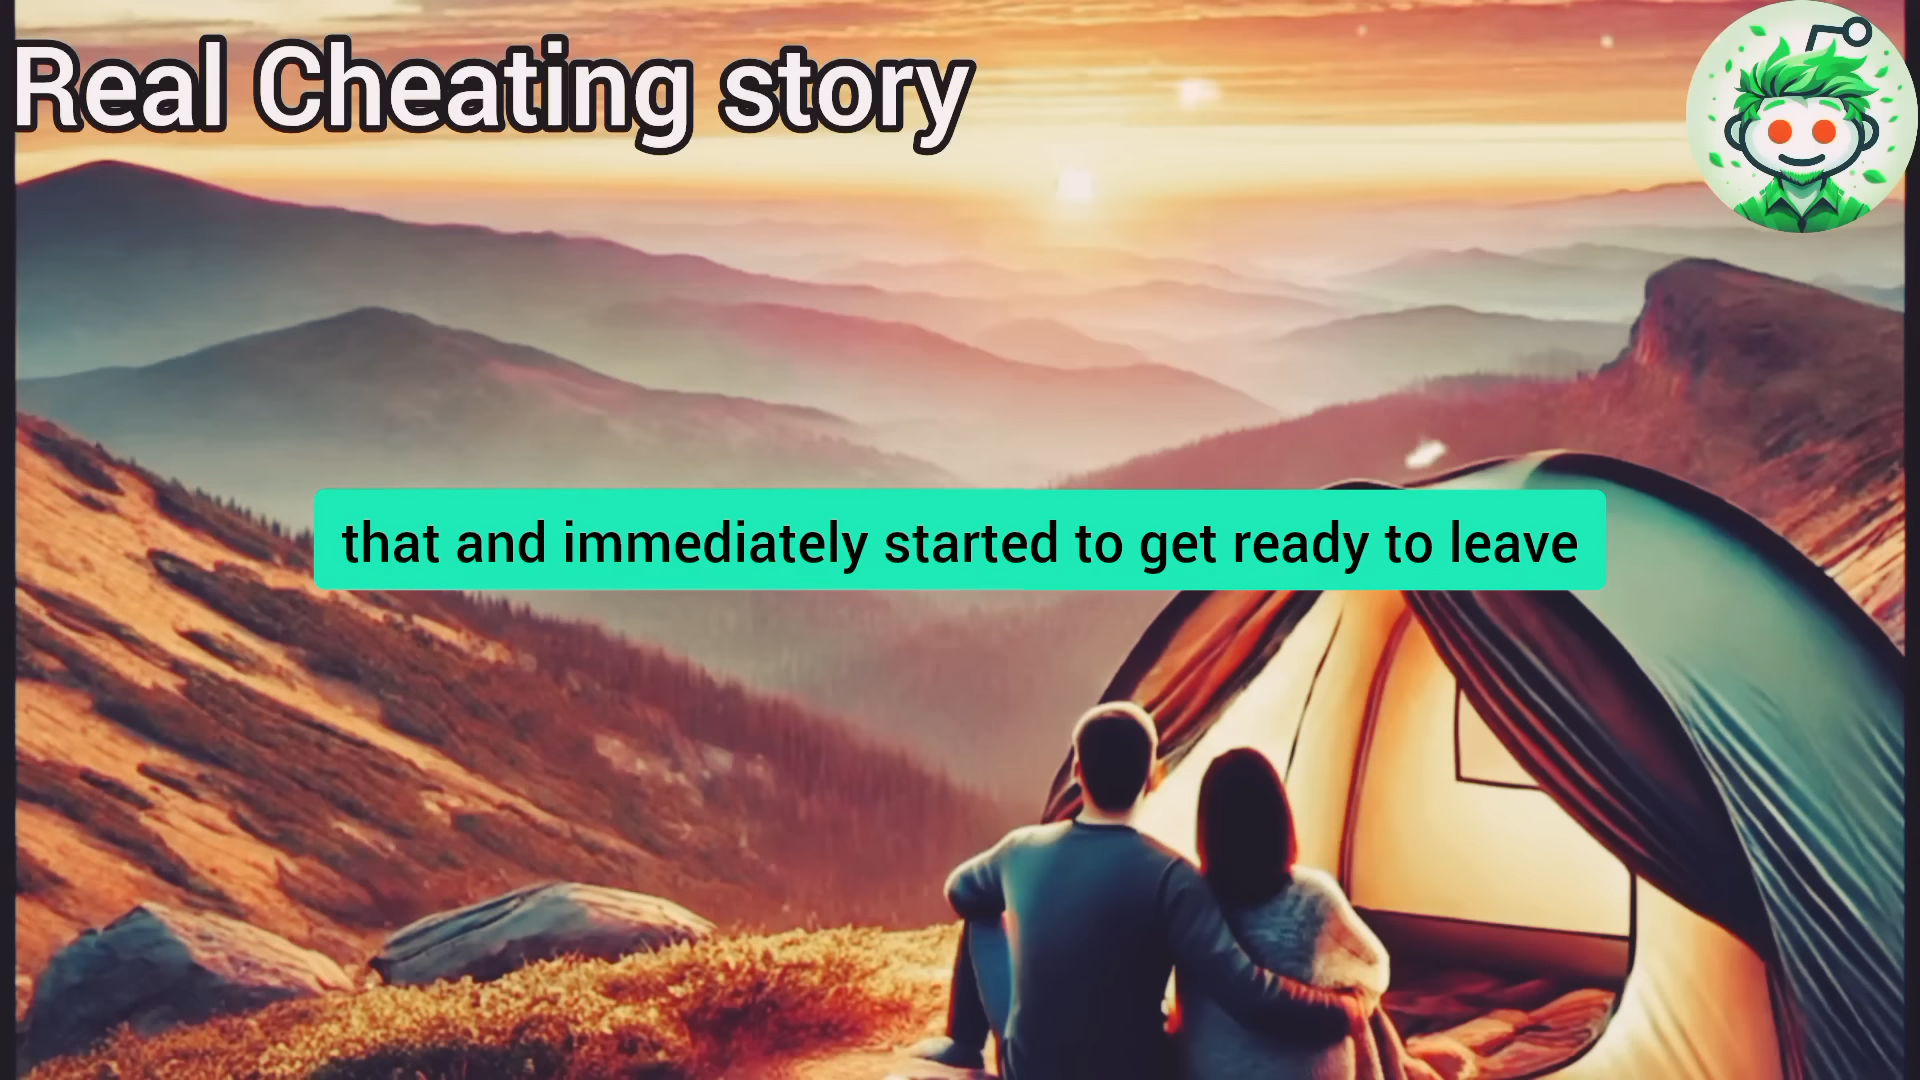 Real Cheating story
that and immediately started to get ready to leave